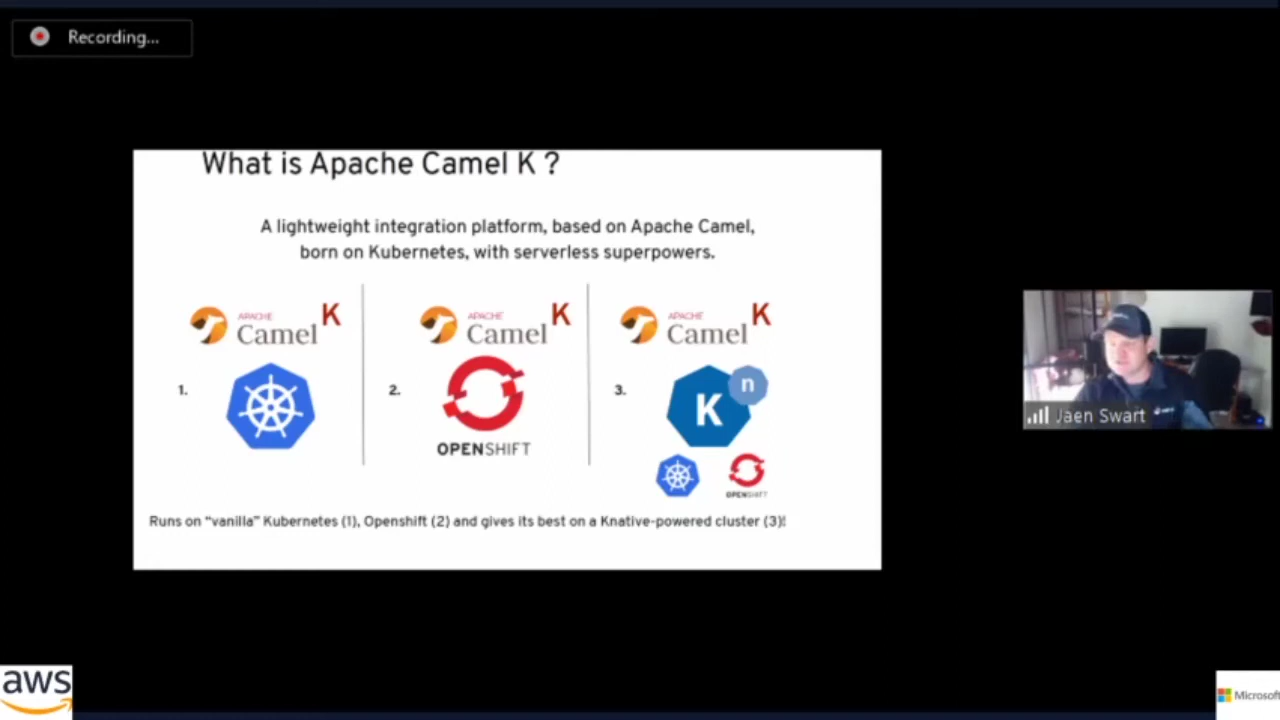 Recording...
What is Apache Camel K ?
A lightweight integration platform, based on Apache Camel,
born on Kubernetes, with serverless superpowers.
APACHE
Camel K
APACHE
Camel K
APACHE
Camel K
1.
2.
OPENSHIFT
3.
K
n
OPENSHIFT
Runs on “vanilla” Kubernetes (1), Openshift (2) and gives its best on a Knative-powered cluster (3)!
Jaen Swart
aws
Microsoft